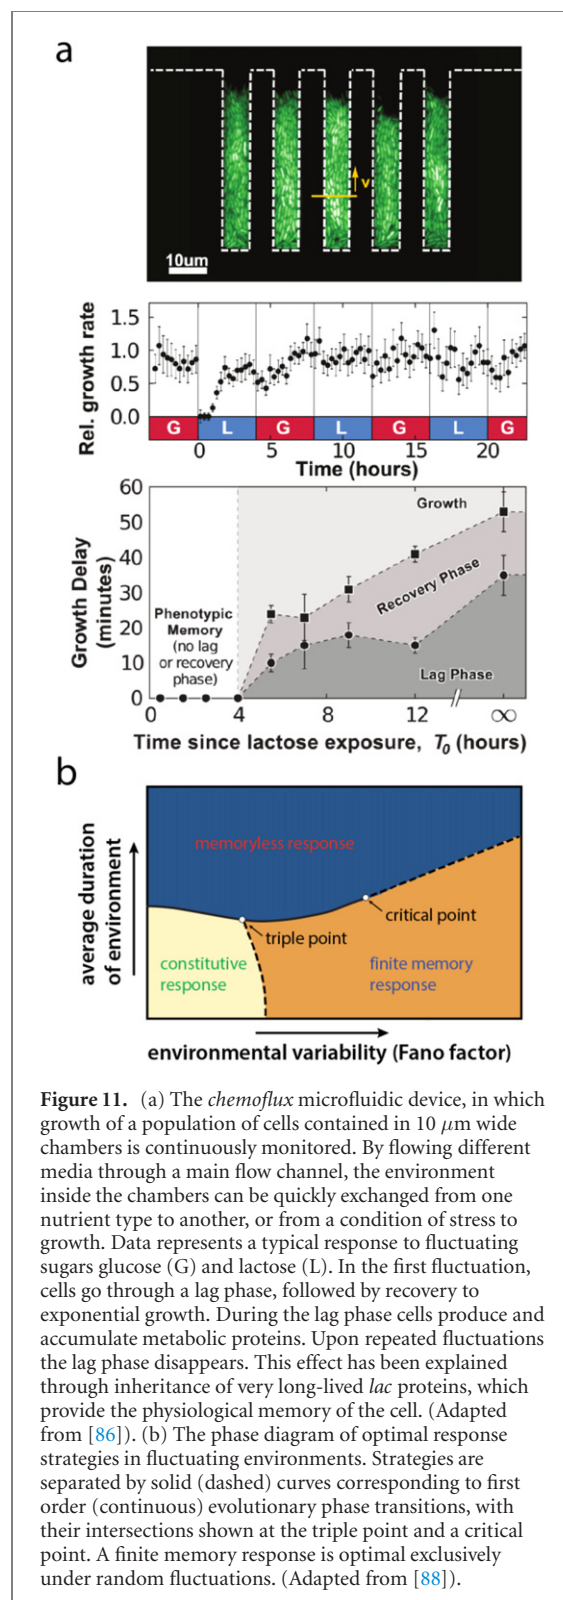 a
v
10um
Rel. growth rate
1.5
1.0
0.5
0.0
G L G L G L G
0 5 10 15 20
Time (hours)
Growth Delay
(minutes)
60
50
40
30
20
10
0
Growth
Recovery Phase
Phenotypic
Memory
(no lag
or recovery
phase)
Lag Phase
0 4 8 12 ∞
Time since lactose exposure, T0 (hours)
b
average duration
of environment
memoryless response
critical point
triple point
constitutive
response
finite memory
response
environmental variability (Fano factor)
Figure 11. (a) The chemoflux microfluidic device, in which
growth of a population of cells contained in 10 μm wide
chambers is continuously monitored. By flowing different
media through a main flow channel, the environment
inside the chambers can be quickly exchanged from one
nutrient type to another, or from a condition of stress to
growth. Data represents a typical response to fluctuating
sugars glucose (G) and lactose (L). In the first fluctuation,
cells go through a lag phase, followed by recovery to
exponential growth. During the lag phase cells produce and
accumulate metabolic proteins. Upon repeated fluctuations
the lag phase disappears. This effect has been explained
through inheritance of very long-lived lac proteins, which
provide the physiological memory of the cell. (Adapted
from [86]). (b) The phase diagram of optimal response
strategies in fluctuating environments. Strategies are
separated by solid (dashed) curves corresponding to first
order (continuous) evolutionary phase transitions, with
their intersections shown at the triple point and a critical
point. A finite memory response is optimal exclusively
under random fluctuations. (Adapted from [88]).